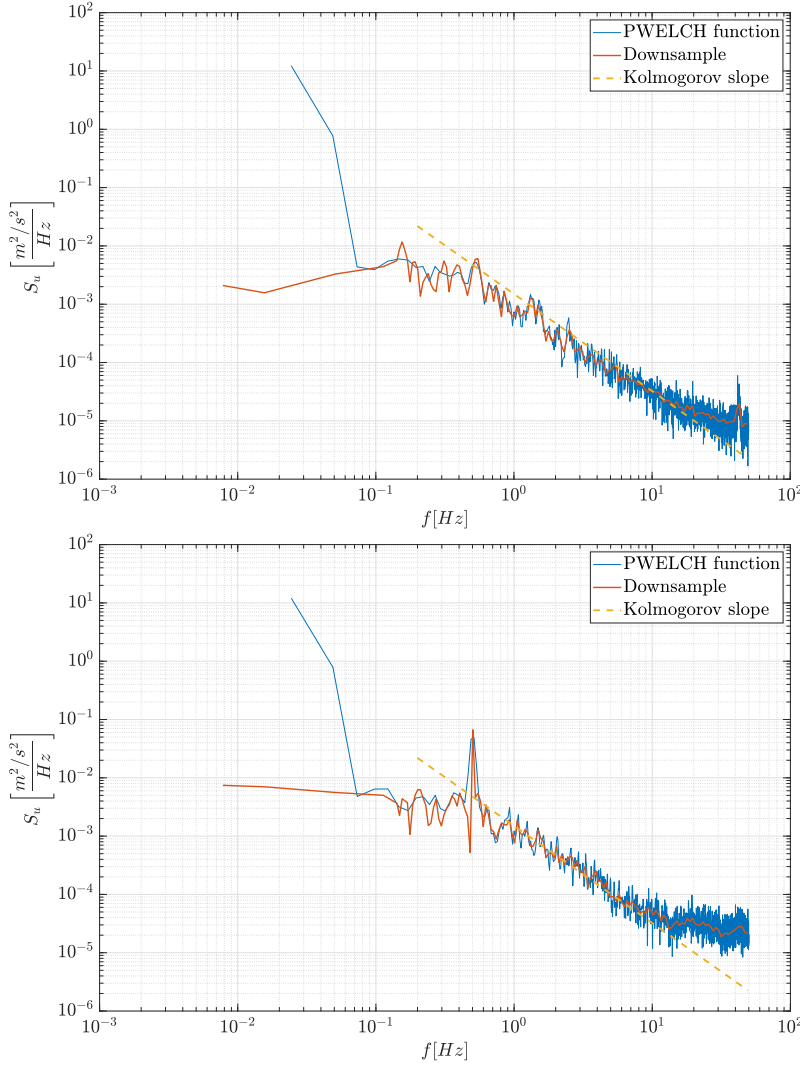 10^2
10^1
10^0
10^{-1}
10^{-2}
10^{-3}
10^{-4}
10^{-5}
10^{-6}
S_u [\frac{m^2/s^2}{Hz}]
PWELCH function
Downsample
Kolmogorov slope
10^{-3} 10^{-2} 10^{-1} 10^0 10^1 10^2
f[Hz]
10^2
10^1
10^0
10^{-1}
10^{-2}
10^{-3}
10^{-4}
10^{-5}
10^{-6}
S_u [\frac{m^2/s^2}{Hz}]
PWELCH function
Downsample
Kolmogorov slope
10^{-3} 10^{-2} 10^{-1} 10^0 10^1 10^2
f[Hz]